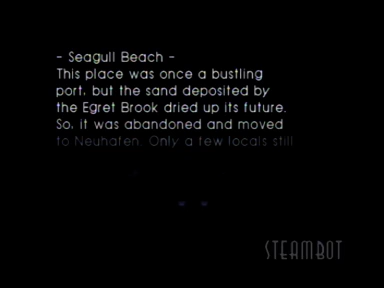 - Seagull Beach -
This place was once a bustling
port, but the sand deposited by
the Egret Brook dried up its future.
So, it was abandoned and moved
to Neuhafen. Only a few locals still
STEAMBOT